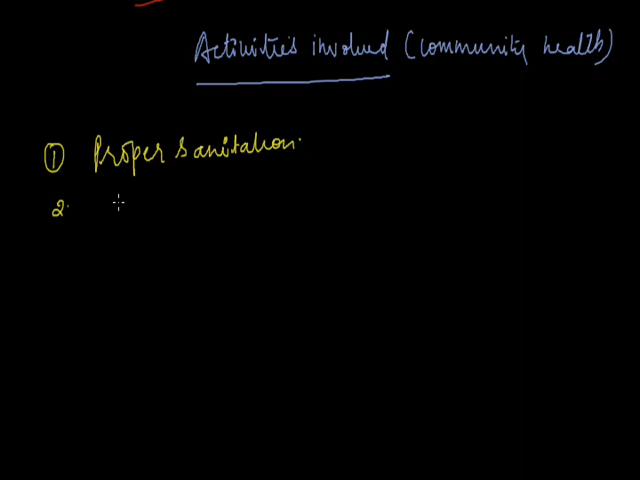 Activities involved (community health)
① Proper sanitation.
2.